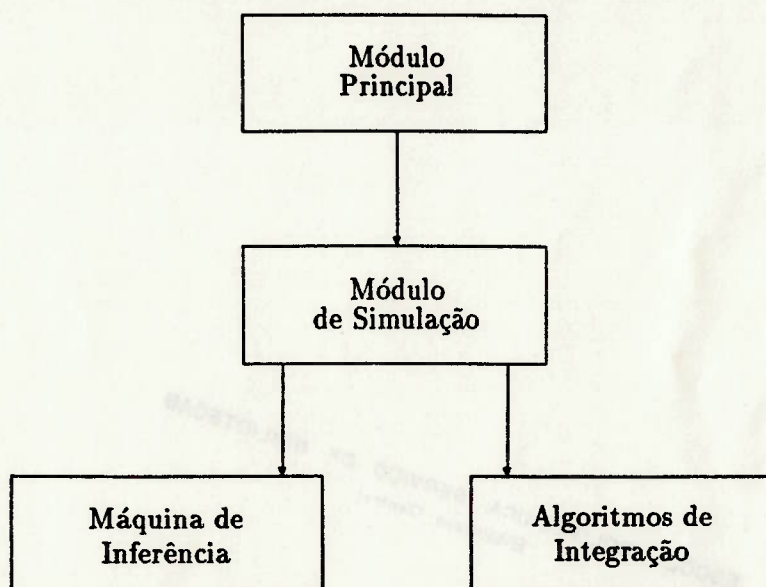 Módulo
Principal
Módulo
de Simulação
Máquina de
Inferência
Algoritmos de
Integração